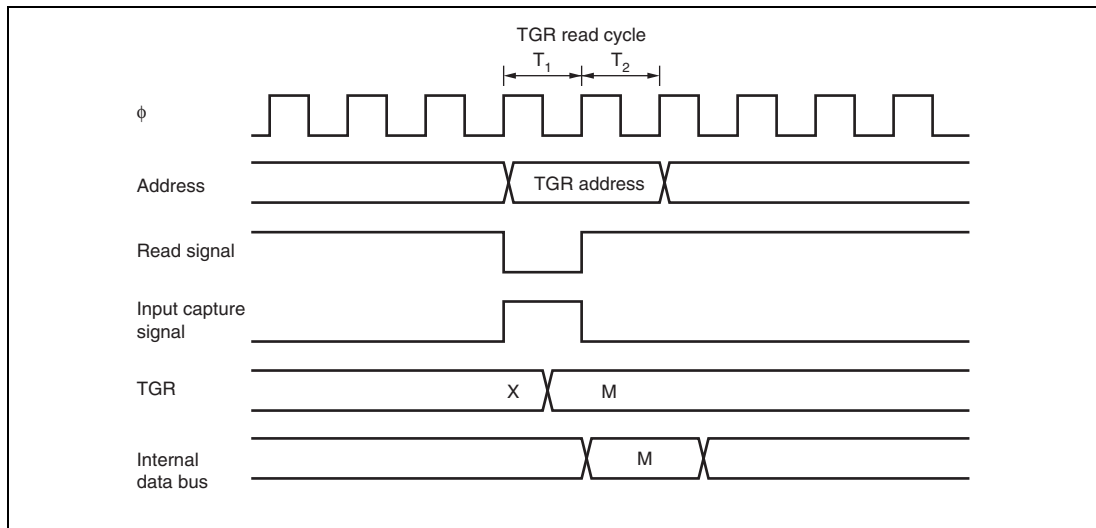 TGR read cycle
T1 T2
ϕ
Address
TGR address
Read signal
Input capture
signal
TGR
X M
Internal
data bus
M